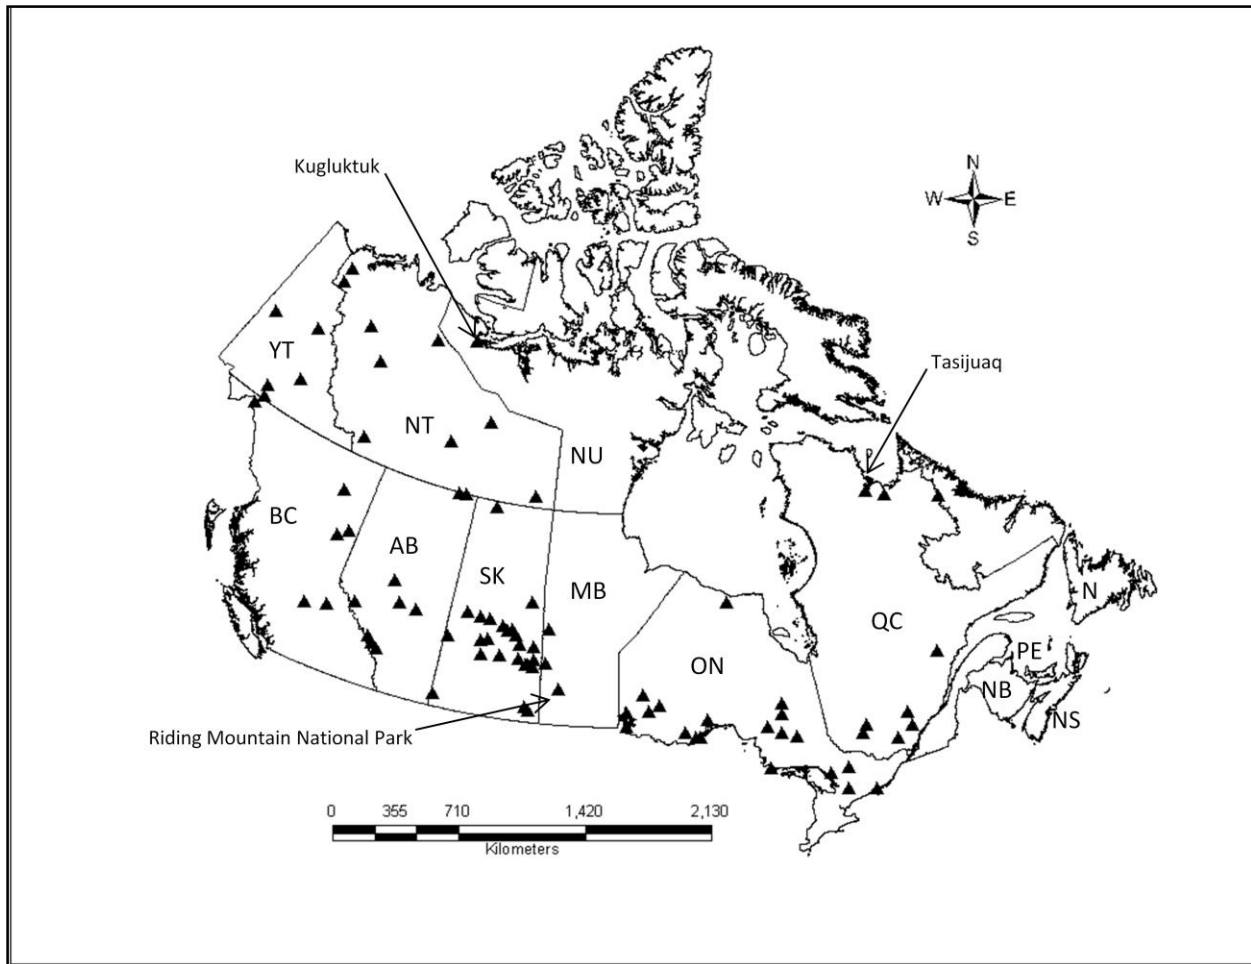 Kugluktuk
N
W E
S
Tasijuaq
YT
NT
NU
BC
AB
SK
MB
ON
QC
N
PE
NB
NS
Riding Mountain National Park
0 355 710 1,420 2,130
Kilometers